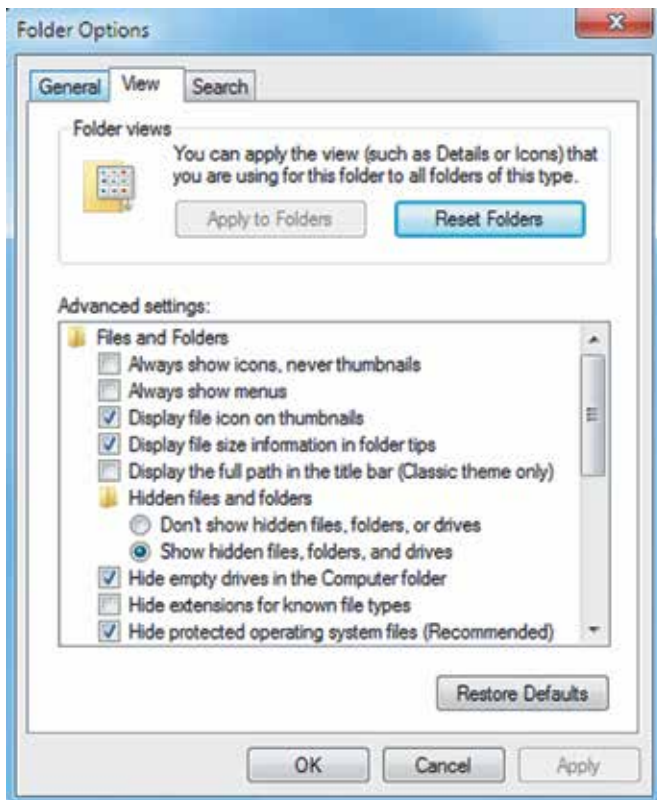 Folder Options
General View Search
Folder views
You can apply the view (such as Details or Icons) that
you are using for this folder to all folders of this type.
Apply to Folders Reset Folders
Advanced settings:
Files and Folders
Always show icons, never thumbnails
Always show menus
Display file icon on thumbnails
Display file size information in folder tips
Display the full path in the title bar (Classic theme only)
Hidden files and folders
Don't show hidden files, folders, or drives
Show hidden files, folders, and drives
Hide empty drives in the Computer folder
Hide extensions for known file types
Hide protected operating system files (Recommended)
Restore Defaults
OK Cancel Apply